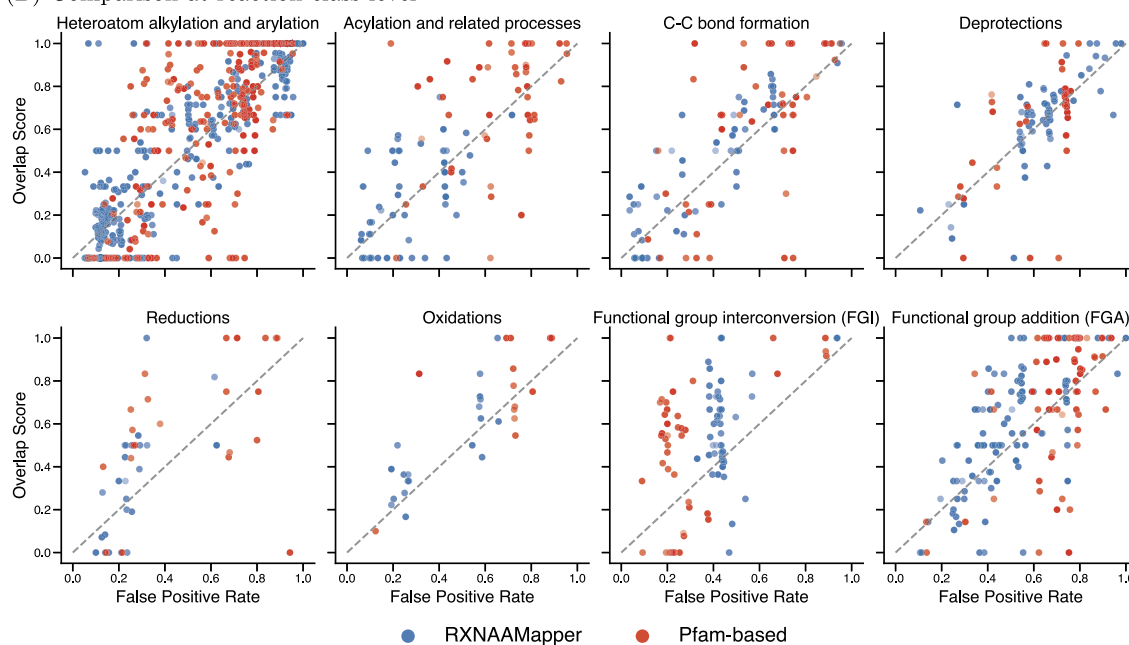 (B) Comparison at reaction class level
Heteroatom alkylation and arylation
Acylation and related processes
C-C bond formation
Deprotections
Overlap Score
1.0
0.8
0.6
0.4
0.2
0.0
Reductions
Oxidations
Functional group interconversion (FGI)
Functional group addition (FGA)
Overlap Score
1.0
0.8
0.6
0.4
0.2
0.0
0.0 0.2 0.4 0.6 0.8 1.0
0.0 0.2 0.4 0.6 0.8 1.0
0.0 0.2 0.4 0.6 0.8 1.0
0.0 0.2 0.4 0.6 0.8 1.0
False Positive Rate
False Positive Rate
False Positive Rate
False Positive Rate
RXNAAMapper
Pfam-based